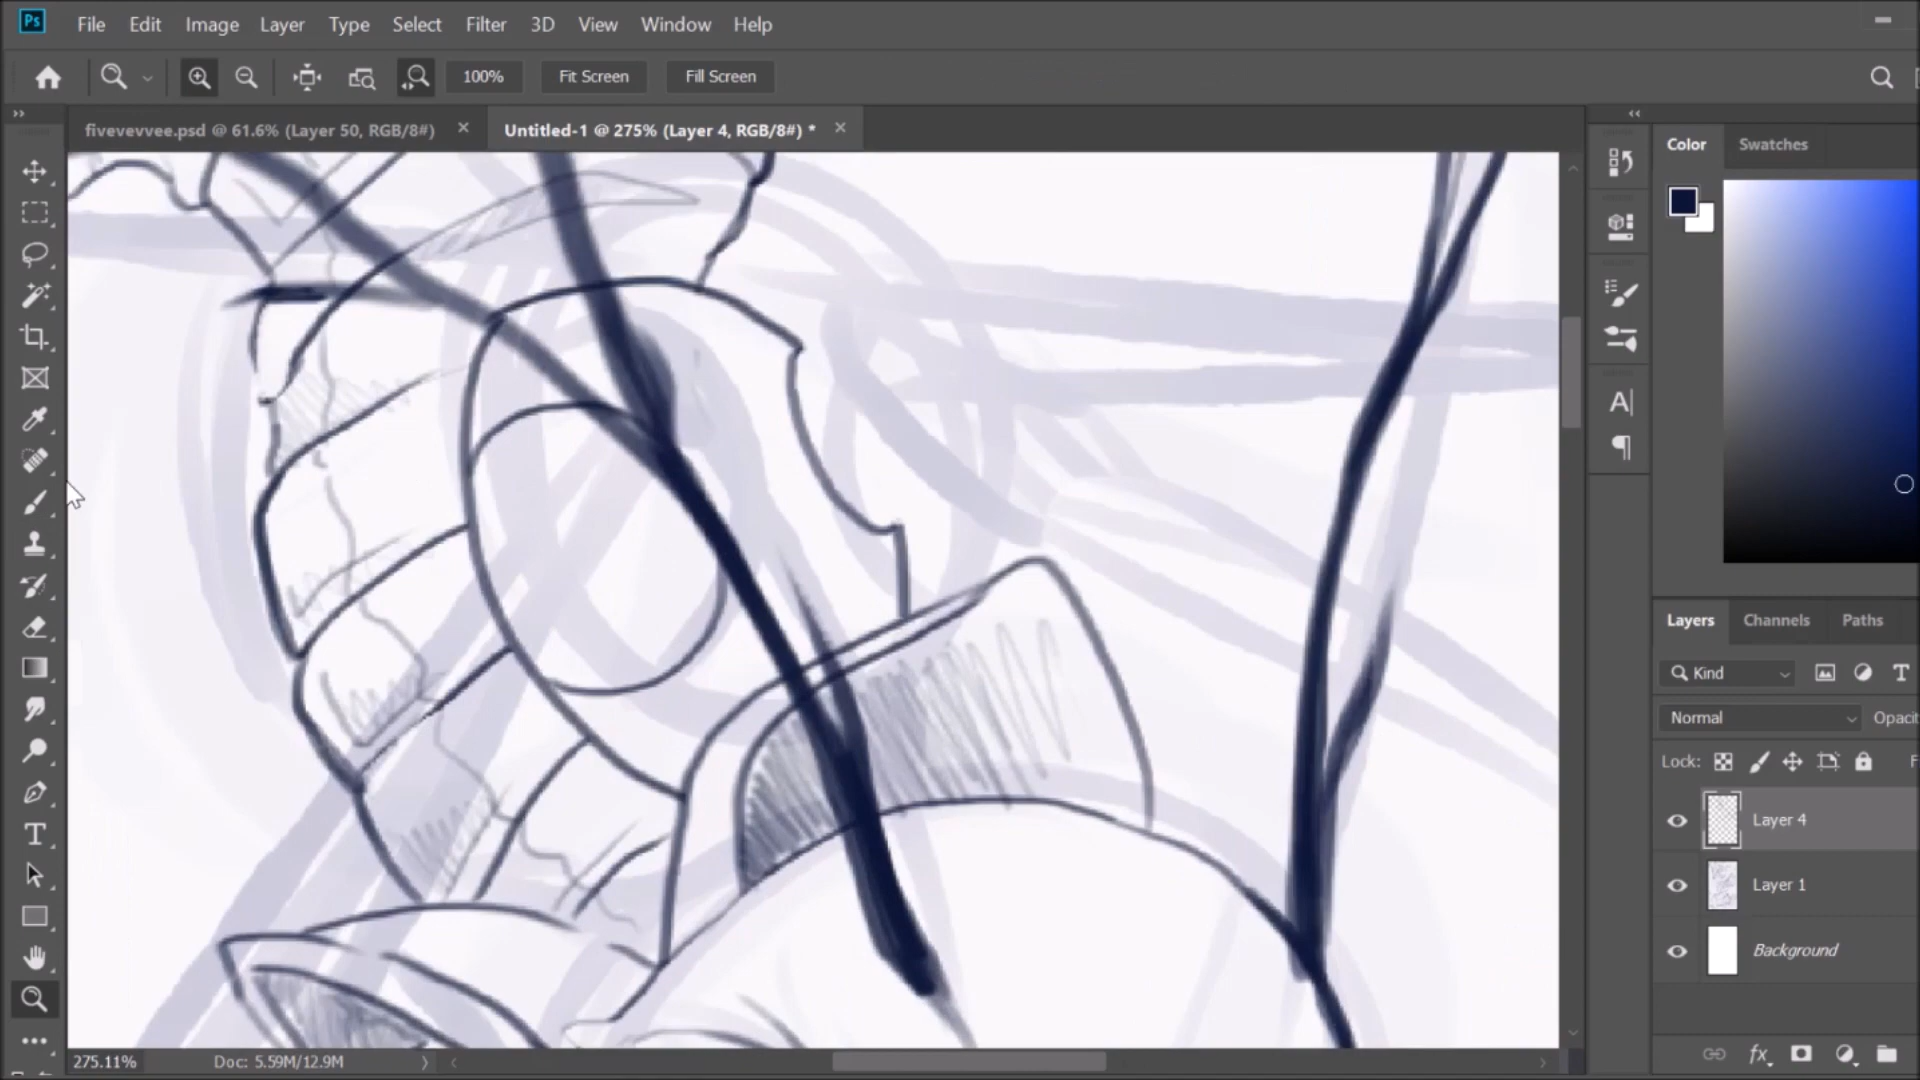 Ps File Edit Image Layer Type Select Filter 3D View Window Help
100% Fit Screen Fill Screen
fivevevvee.psd @ 61.6% (Layer 50, RGB/8#) Untitled-1 @ 275% (Layer 4, RGB/8#) *
Color Swatches
Layers Channels Paths
Kind
Normal Opacit
Lock: F
Layer 4
Layer 1
Background
fx
275.11% Doc: 5.59M/12.9M